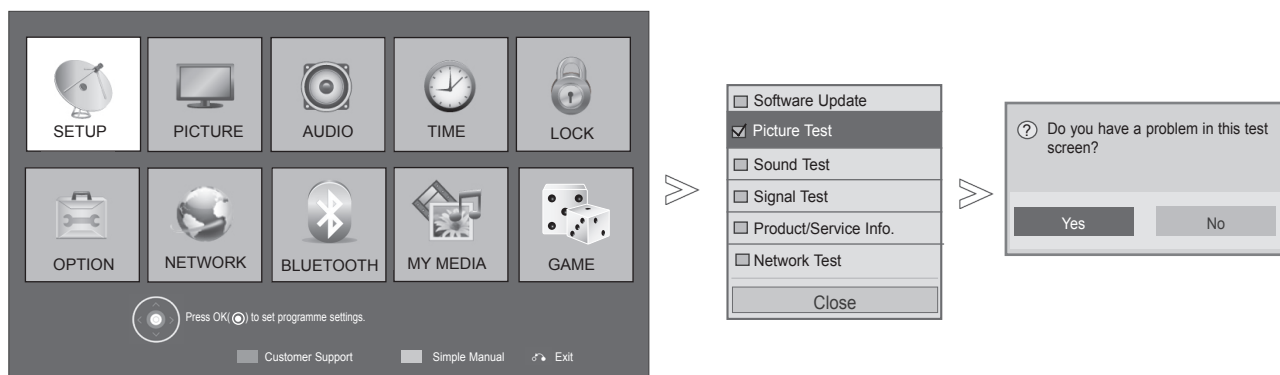 SETUP
PICTURE
AUDIO
TIME
LOCK
OPTION
NETWORK
BLUETOOTH
MY MEDIA
GAME
Press OK( ) to set programme settings.
Customer Support
Simple Manual
Exit
Software Update
Picture Test
Sound Test
Signal Test
Product/Service Info.
Network Test
Close
? Do you have a problem in this test
screen?
Yes
No